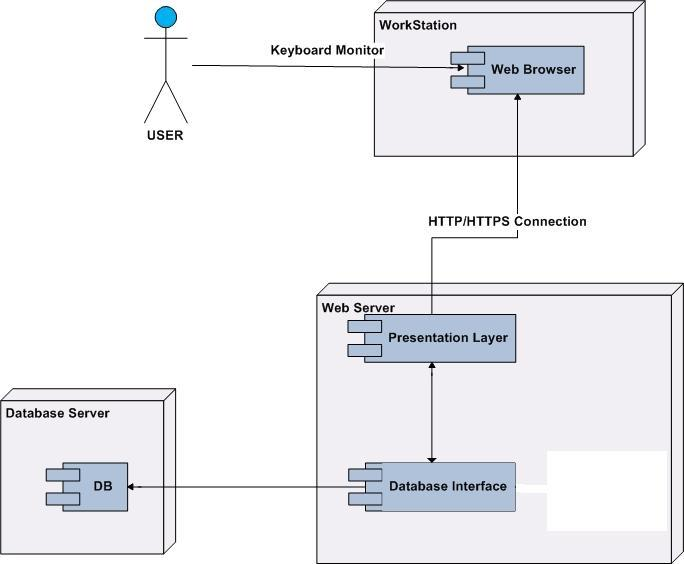 WorkStation
Keyboard Monitor
Web Browser
USER
HTTP/HTTPS Connection
Web Server
Presentation Layer
Database Server
DB
Database Interface